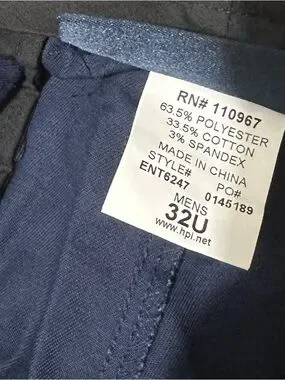 RN# 110967
63.5% POLYESTER
33.5% COTTON
3% SPANDEX
MADE IN CHINA
STYLE# PO#
ENT6247 0145189
MENS
32U
www.hpi.net